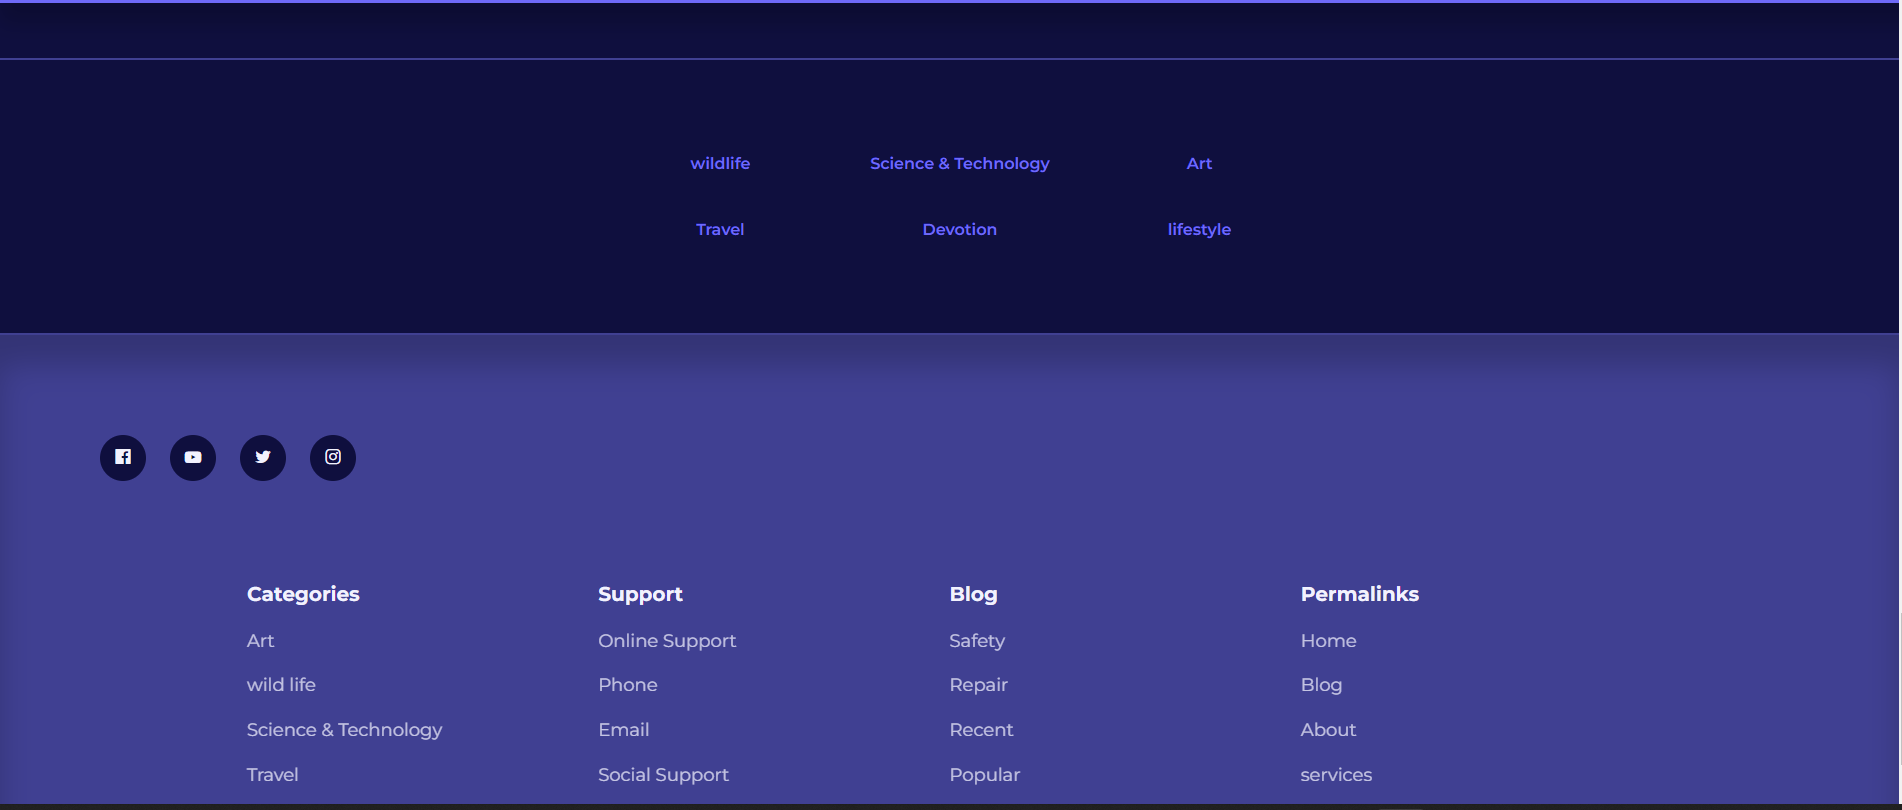 wildlife Science & Technology Art
Travel Devotion lifestyle
Categories Support Blog Permalinks
Art Online Support Safety Home
wild life Phone Repair Blog
Science & Technology Email Recent About
Travel Social Support Popular services